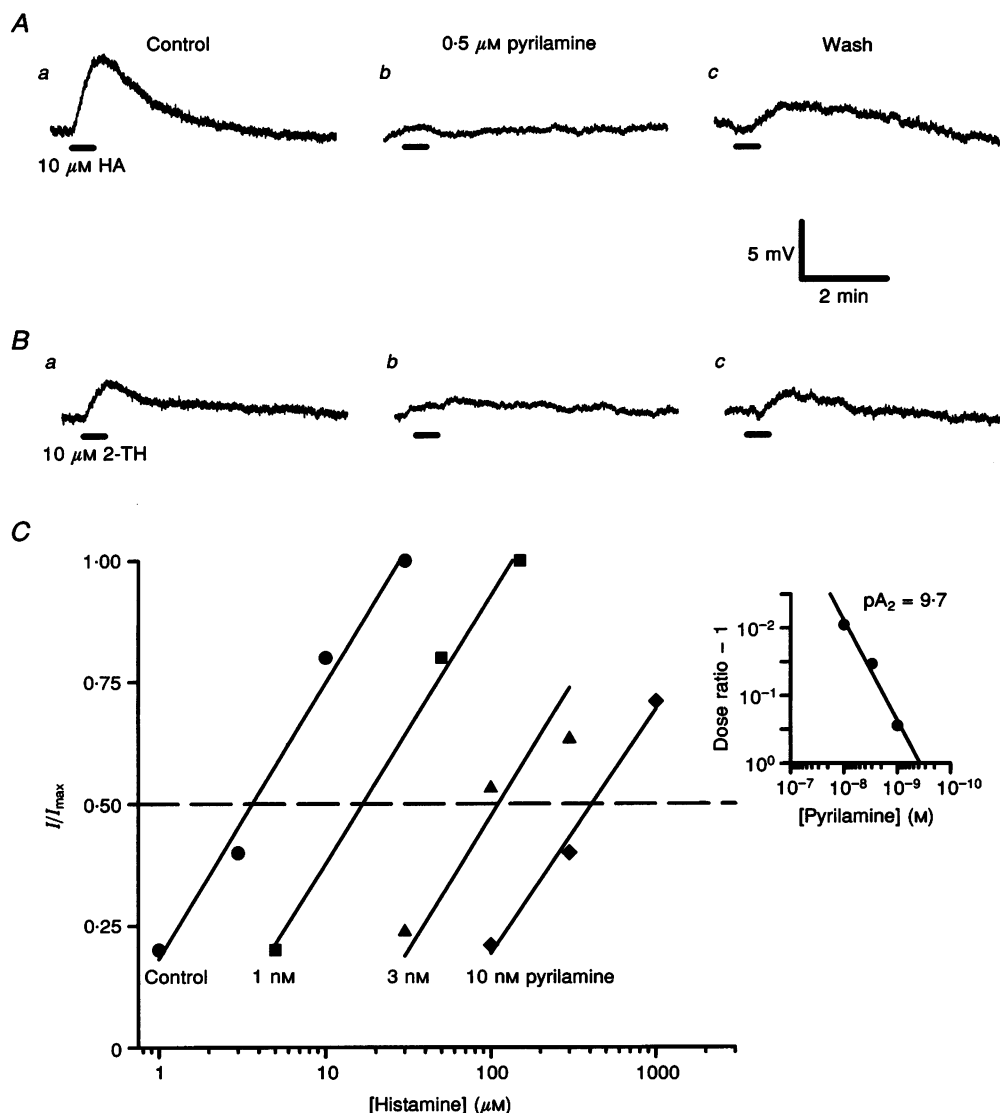 A
Control
0·5 μM pyrilamine
Wash
a
b
c
10 μM HA
5 mV
2 min
B
a
b
c
10 μM 2-TH
C
1·00
0·75
0·50
0·25
0
I/Imax
Control
1 nM
3 nM
10 nM pyrilamine
1
10
100
1000
[Histamine] (μM)
pA2 = 9·7
Dose ratio – 1
10−2
10−1
100
10−7
10−8
10−9
10−10
[Pyrilamine] (M)